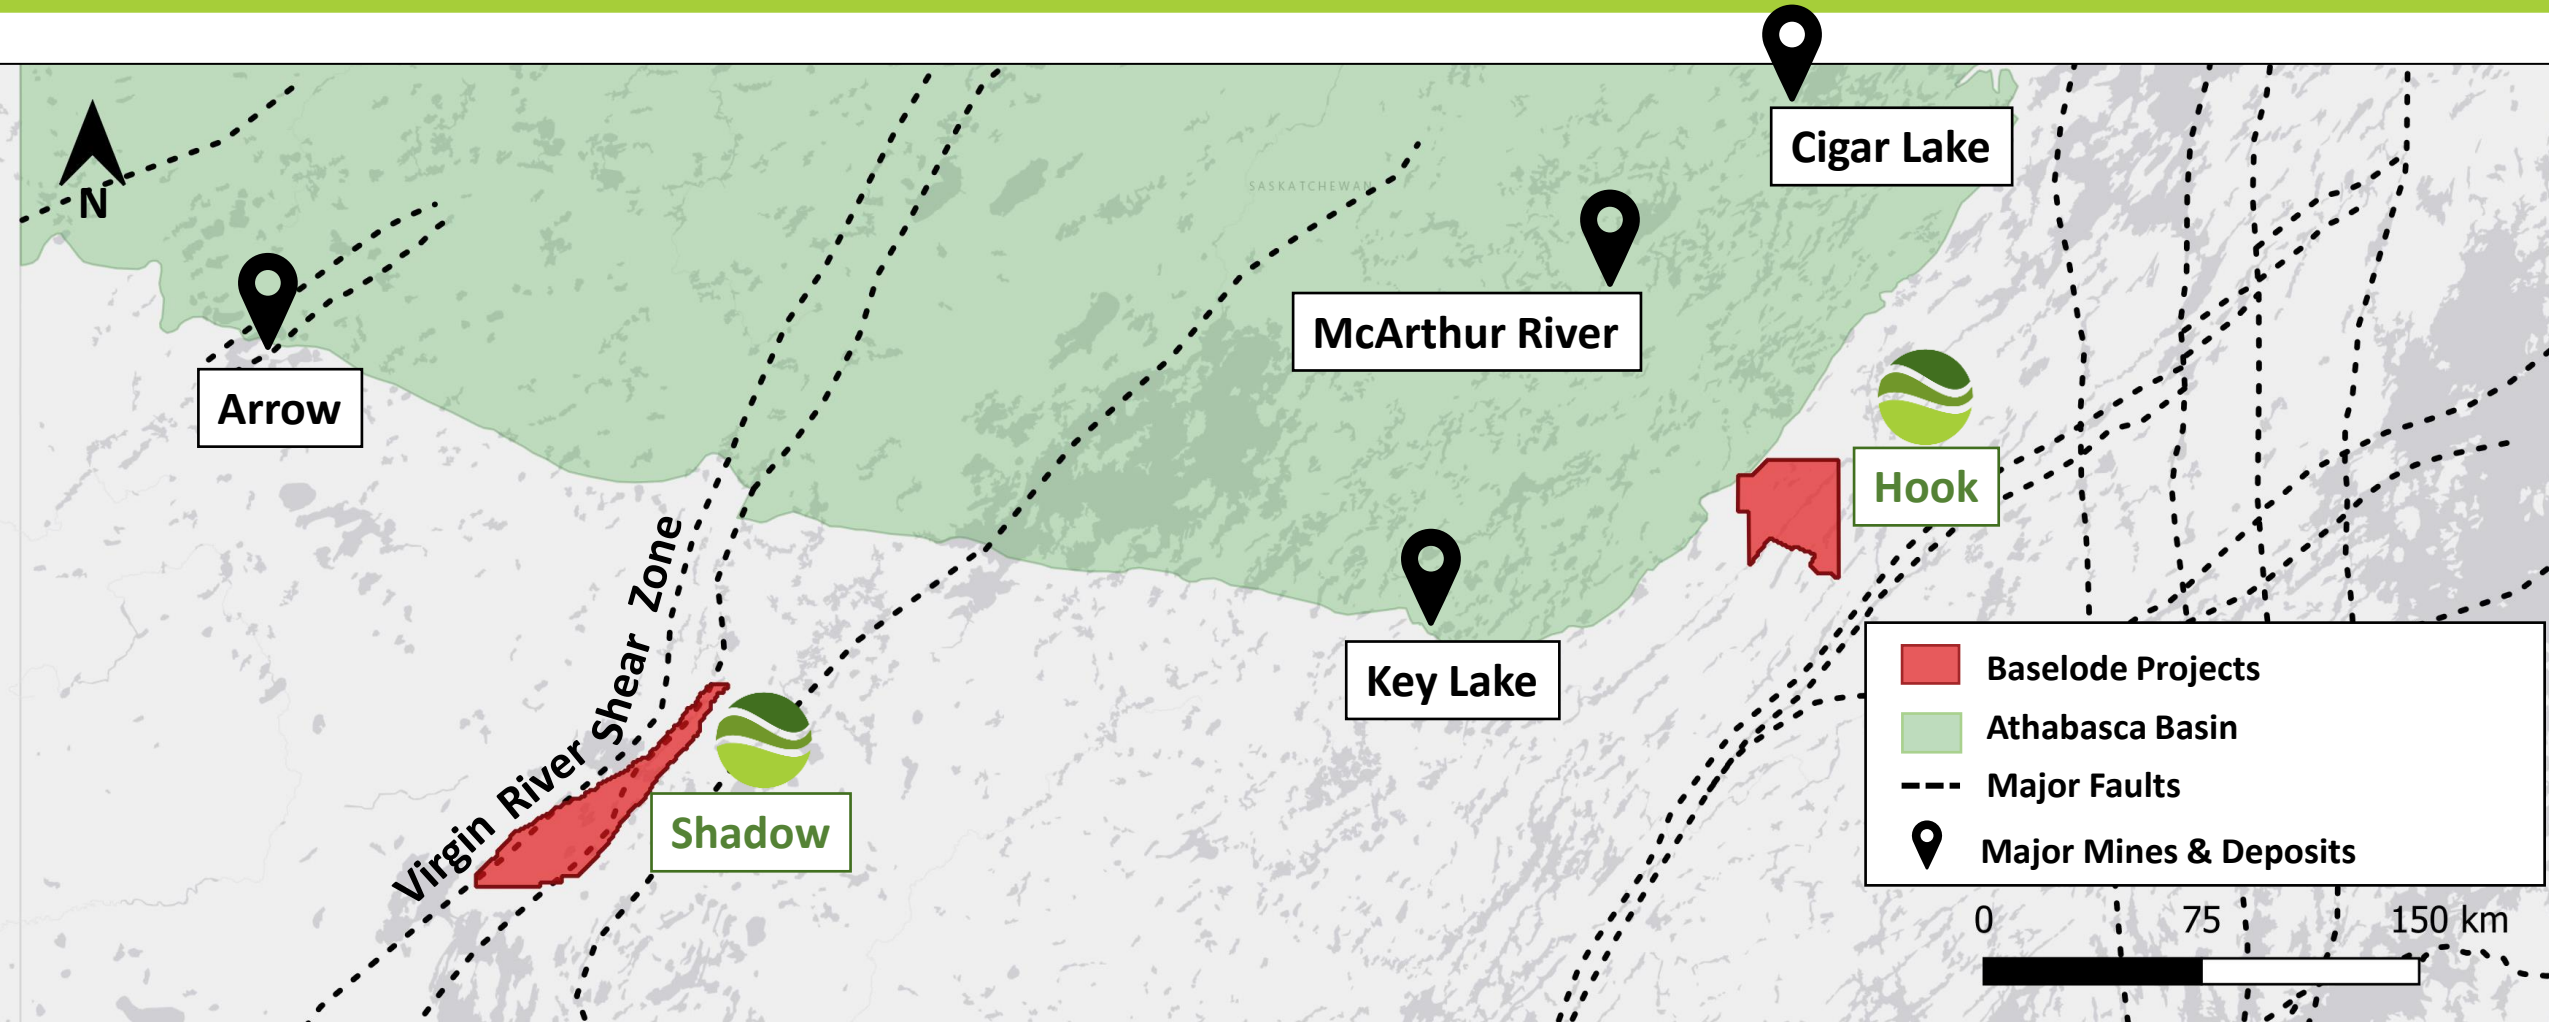 N
SASKATCHEWAN
Cigar Lake
McArthur River
Arrow
Hook
Key Lake
Virgin River Shear Zone
Shadow
Baselode Projects
Athabasca Basin
Major Faults
Major Mines & Deposits
0 75 150 km